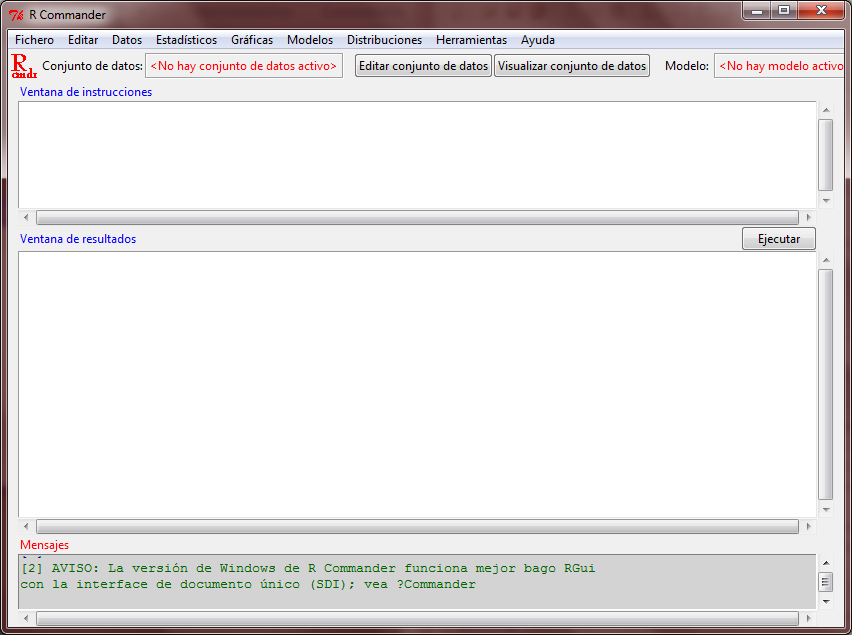 R Commander
Fichero Editar Datos Estadísticos Gráficas Modelos Distribuciones Herramientas Ayuda
R cmdr Conjunto de datos: <No hay conjunto de datos activo> Editar conjunto de datos Visualizar conjunto de datos Modelo: <No hay modelo activo
Ventana de instrucciones
Ventana de resultados Ejecutar
Mensajes
[2] AVISO: La versión de Windows de R Commander funciona mejor bago RGui
con la interface de documento único (SDI); vea ?Commander